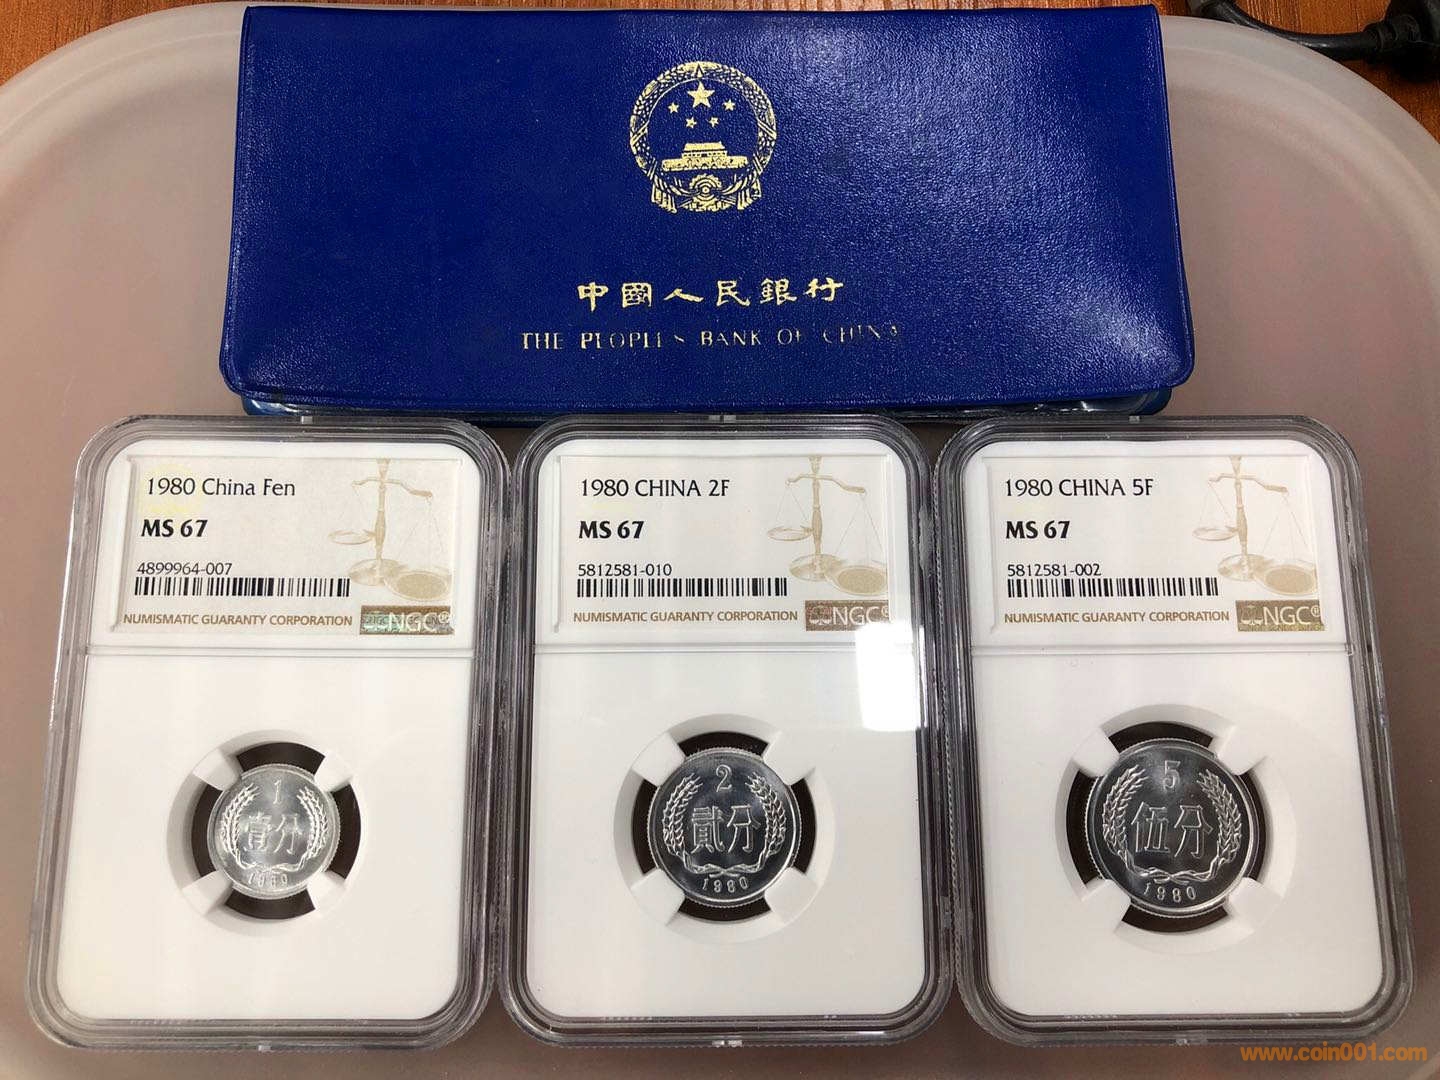 中國人民銀行
THE PEOPLE'S BANK OF CHINA
1980 China Fen
MS 67
4899964-007
NUMISMATIC GUARANTY CORPORATION NGC®
1
壹分
1980
1980 CHINA 2F
MS 67
5812581-010
NUMISMATIC GUARANTY CORPORATION NGC®
2
貳分
1980
1980 CHINA 5F
MS 67
5812581-002
NUMISMATIC GUARANTY CORPORATION NGC®
5
伍分
1980
www.coin001.com